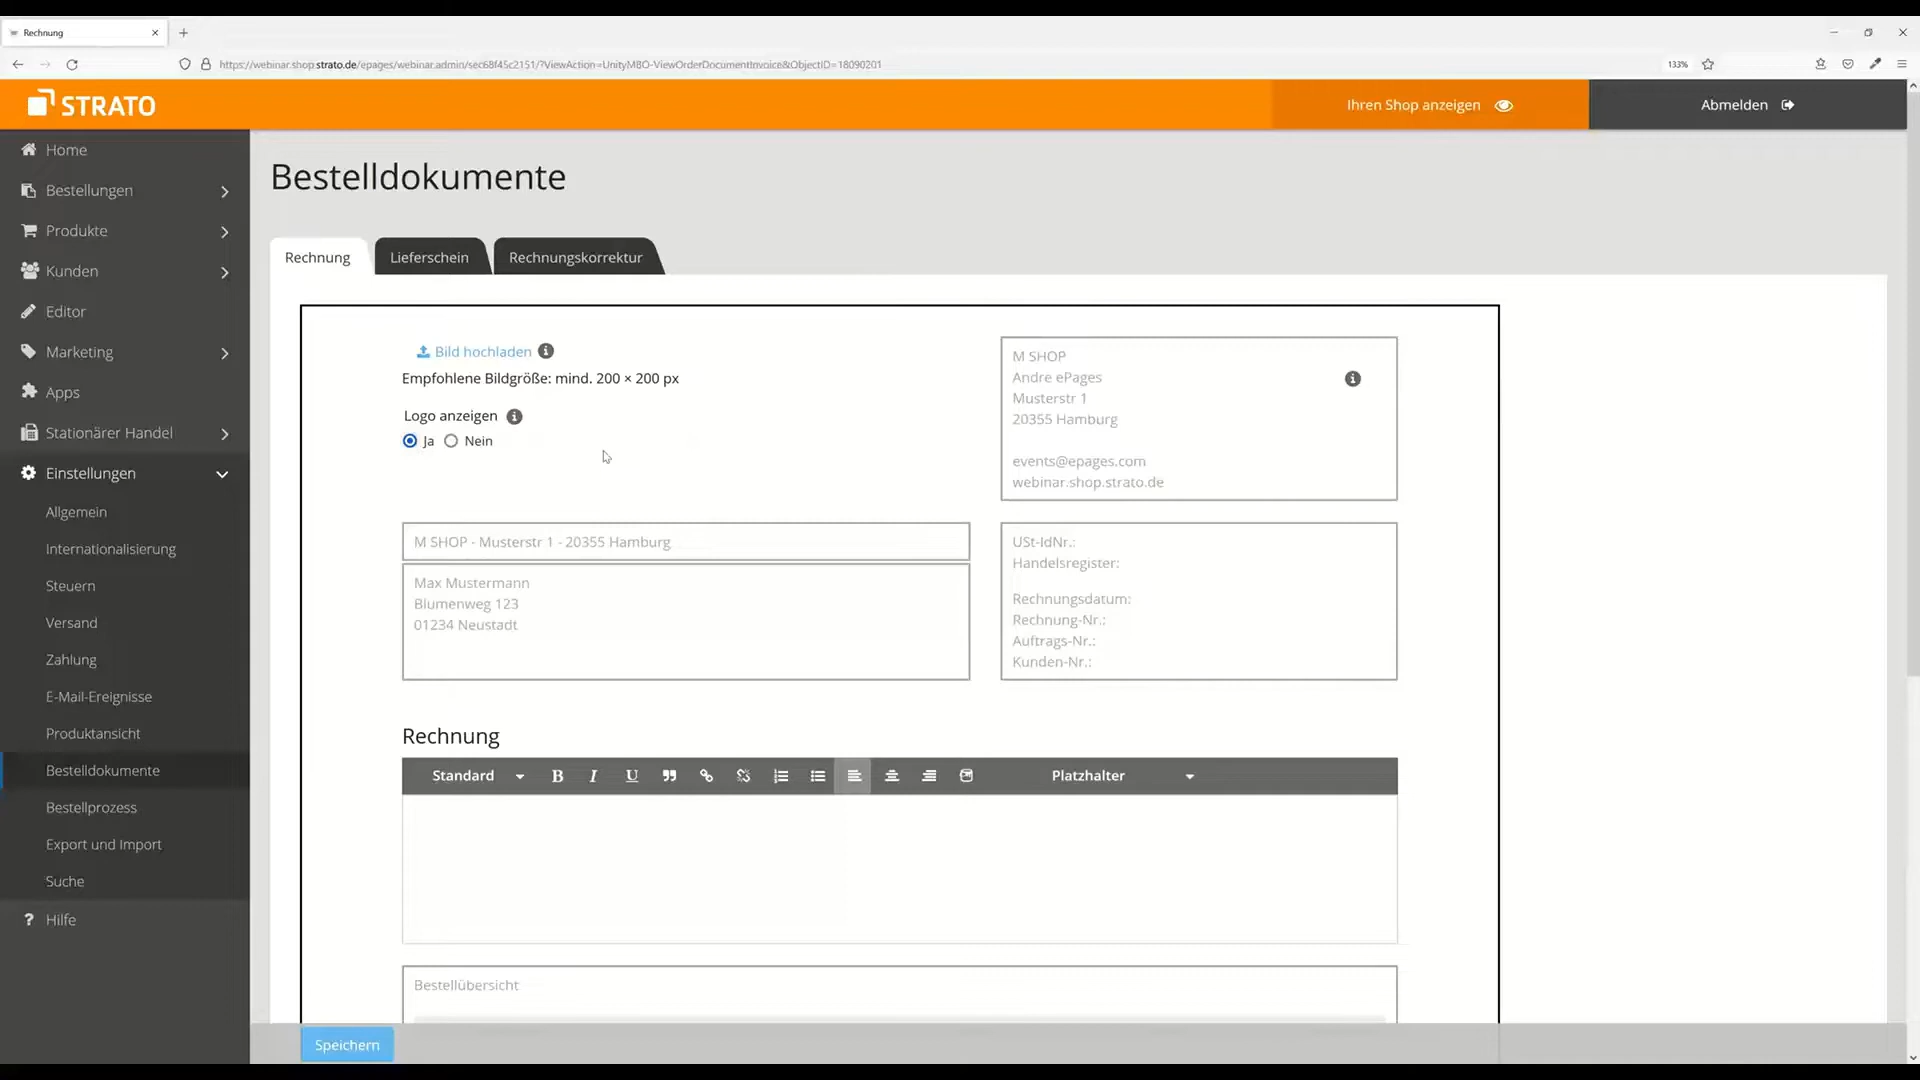 Rechnung
https://webinar.shop.strato.de/epages/webinar.admin/sec68f45c2151/?ViewAction=UnityMBO-ViewOrderDocumentInvoice&ObjectID=18090201
133%
STRATO
Ihren Shop anzeigen
Abmelden
Home
Bestellungen
Produkte
Kunden
Editor
Marketing
Apps
Stationärer Handel
Einstellungen
Allgemein
Internationalisierung
Steuern
Versand
Zahlung
E-Mail-Ereignisse
Produktansicht
Bestelldokumente
Bestellprozess
Export und Import
Suche
? Hilfe
Bestelldokumente
Rechnung
Lieferschein
Rechnungskorrektur
Bild hochladen
Empfohlene Bildgröße: mind. 200 × 200 px
Logo anzeigen
Ja
Nein
M SHOP
Andre ePages
Musterstr 1
20355 Hamburg
events@epages.com
webinar.shop.strato.de
M SHOP - Musterstr 1 - 20355 Hamburg
Max Mustermann
Blumenweg 123
01234 Neustadt
USt-IdNr.:
Handelsregister:
Rechnungsdatum:
Rechnung-Nr.:
Auftrags-Nr.:
Kunden-Nr.:
Rechnung
Standard
B
I
U
Platzhalter
Bestellübersicht
Speichern